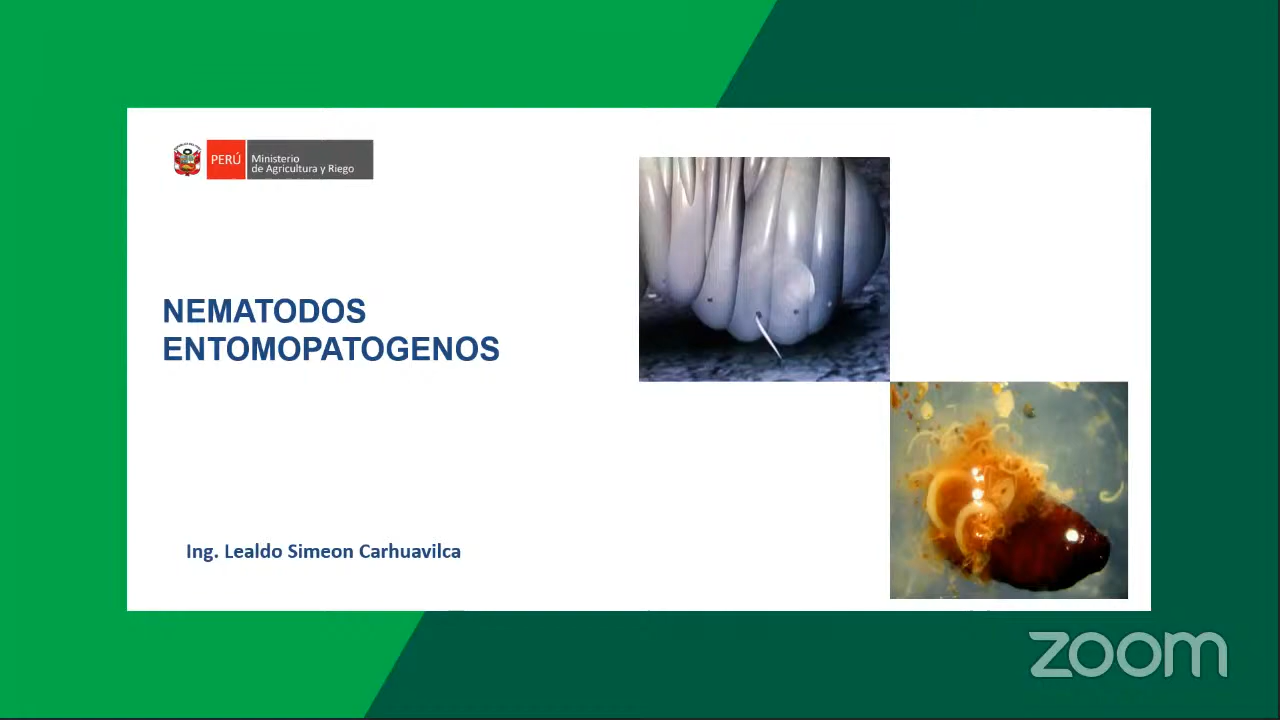 PERÚ
Ministerio
de Agricultura y Riego
NEMATODOS
ENTOMOPATOGENOS
Ing. Lealdo Simeon Carhuavilca
zoom